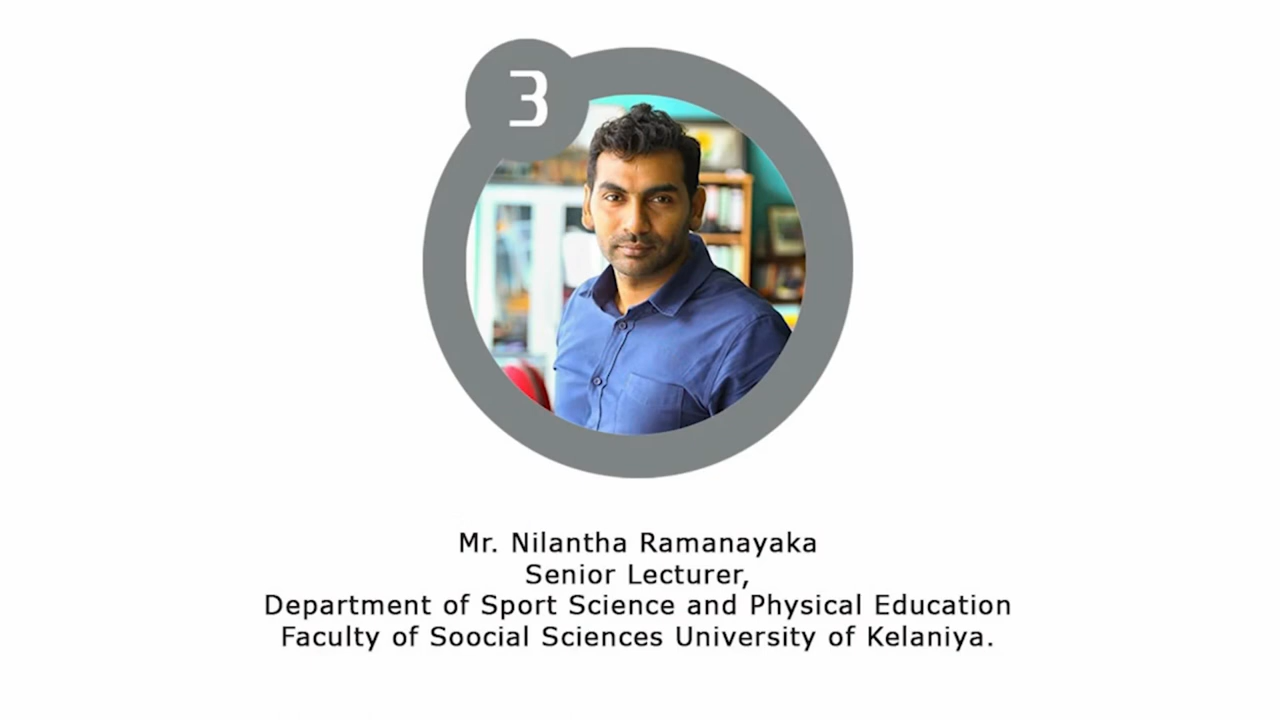 3
Mr. Nilantha Ramanayaka
Senior Lecturer,
Department of Sport Science and Physical Education
Faculty of Soocial Sciences University of Kelaniya.